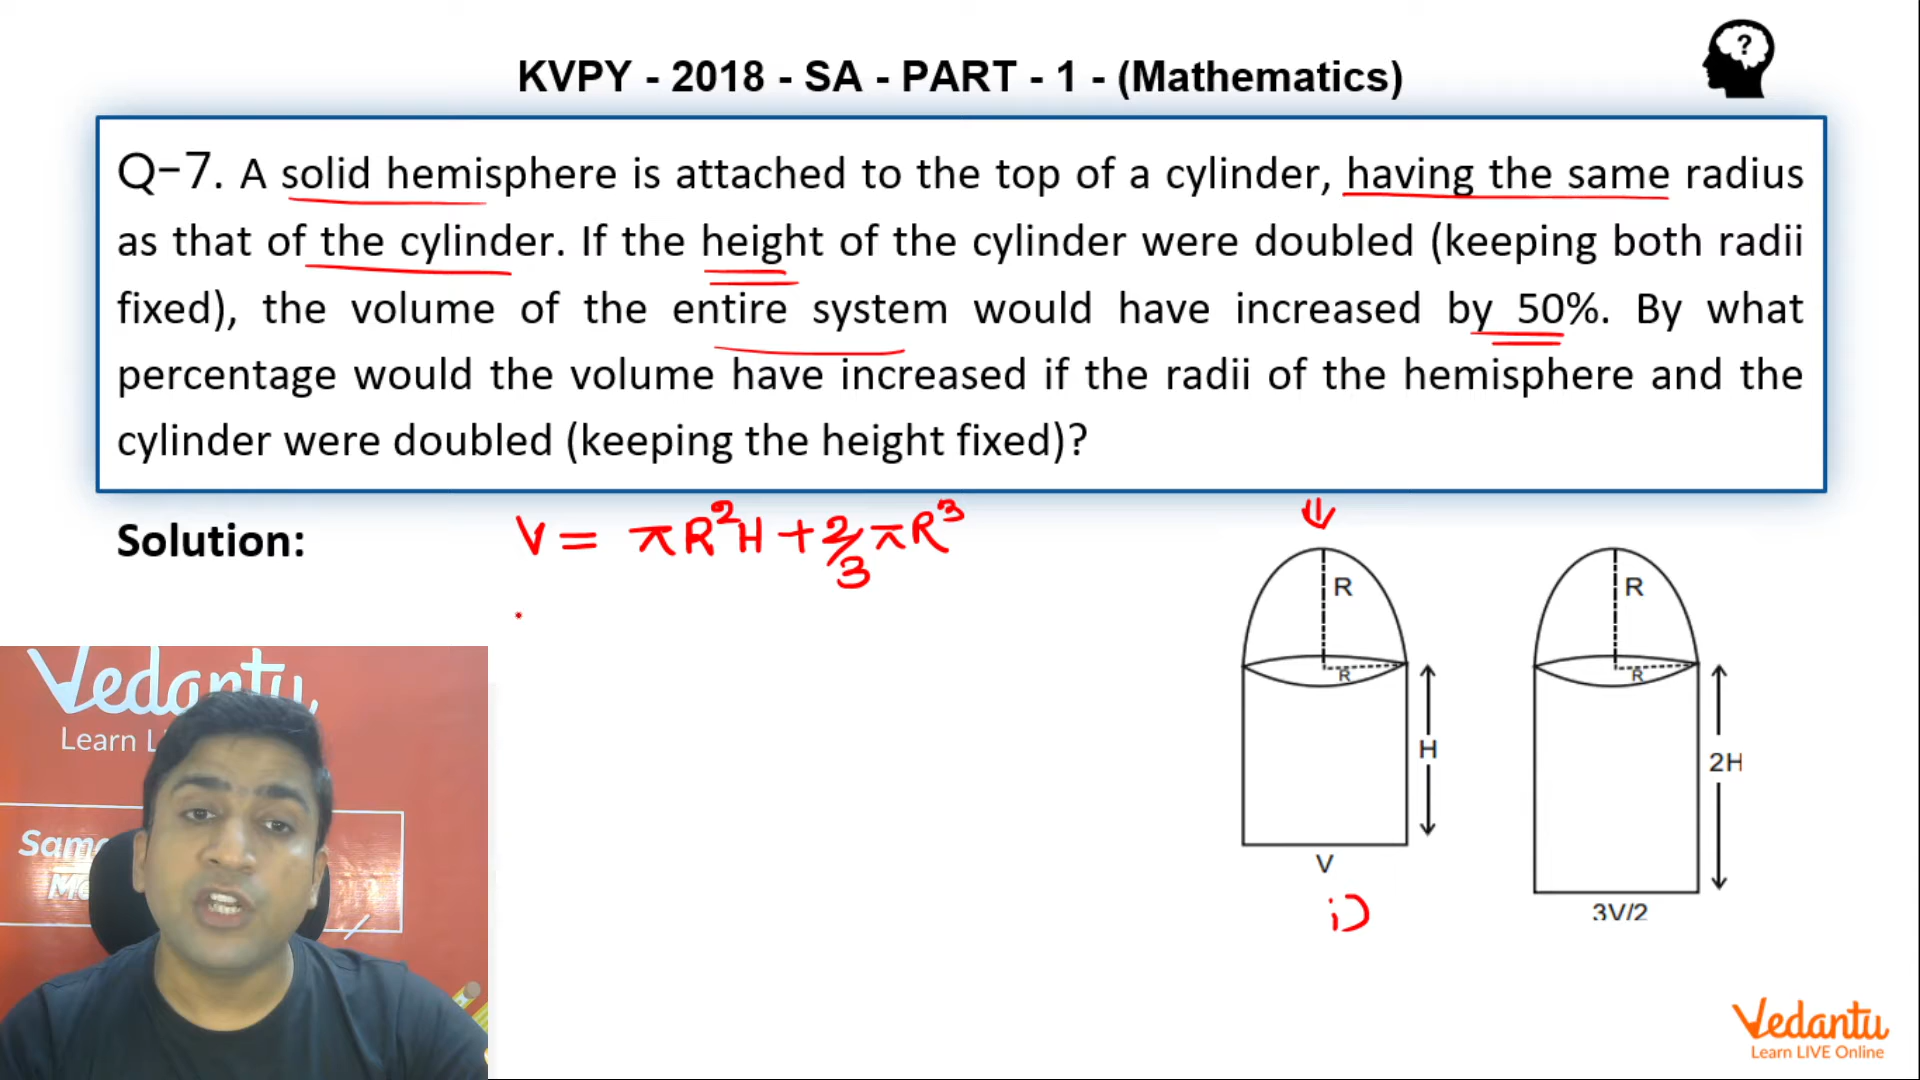 KVPY - 2018 - SA - PART - 1 - (Mathematics)
?
Q-7. A solid hemisphere is attached to the top of a cylinder, having the same radius
as that of the cylinder. If the height of the cylinder were doubled (keeping both radii
fixed), the volume of the entire system would have increased by 50%. By what
percentage would the volume have increased if the radii of the hemisphere and the
cylinder were doubled (keeping the height fixed)?
Solution:
V = πR²H + 2/3 πR³
R
R
H
V
i)
R
R
2H
3V/2
Vedantu
Learn L
Vedantu
Learn LIVE Online